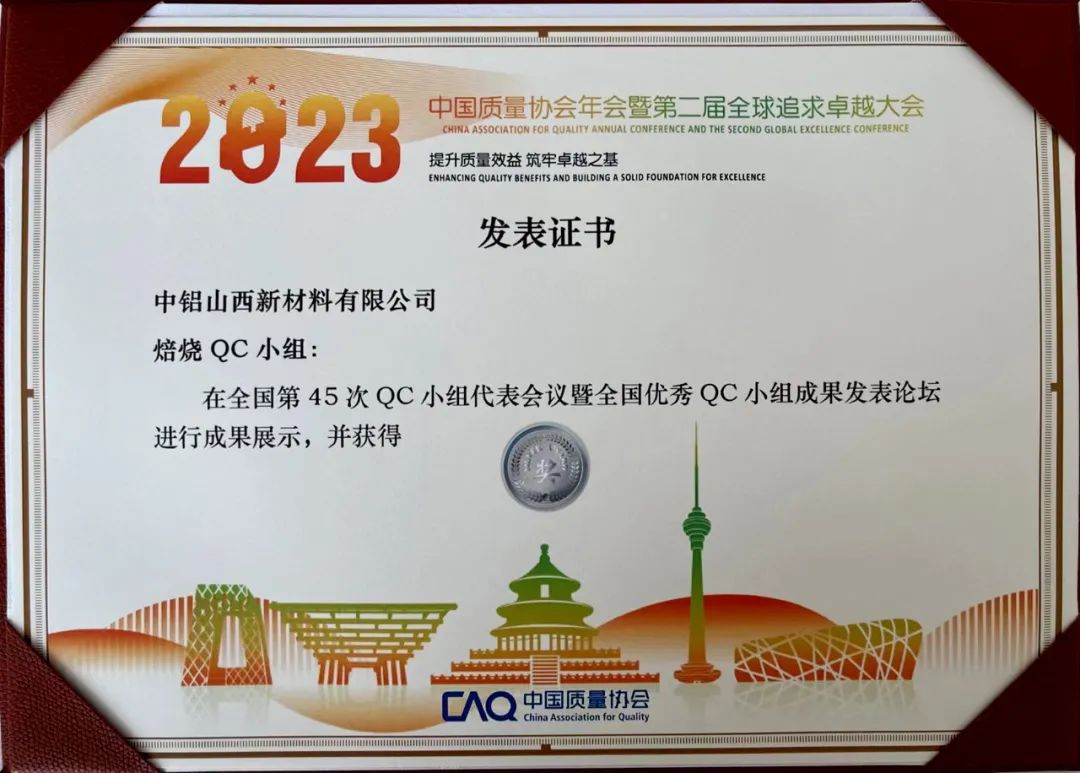 2023
中国质量协会年会暨第二届全球追求卓越大会
CHINA ASSOCIATION FOR QUALITY ANNUAL CONFERENCE AND THE SECOND GLOBAL EXCELLENCE CONFERENCE
提升质量效益 筑牢卓越之基
ENHANCING QUALITY BENEFITS AND BUILDING A SOLID FOUNDATION FOR EXCELLENCE
发表证书
中铝山西新材料有限公司
焙烧 QC 小组：
在全国第 45 次 QC 小组代表会议暨全国优秀 QC 小组成果发表论坛
进行成果展示，并获得
奖
CAQ 中国质量协会
China Association for Quality